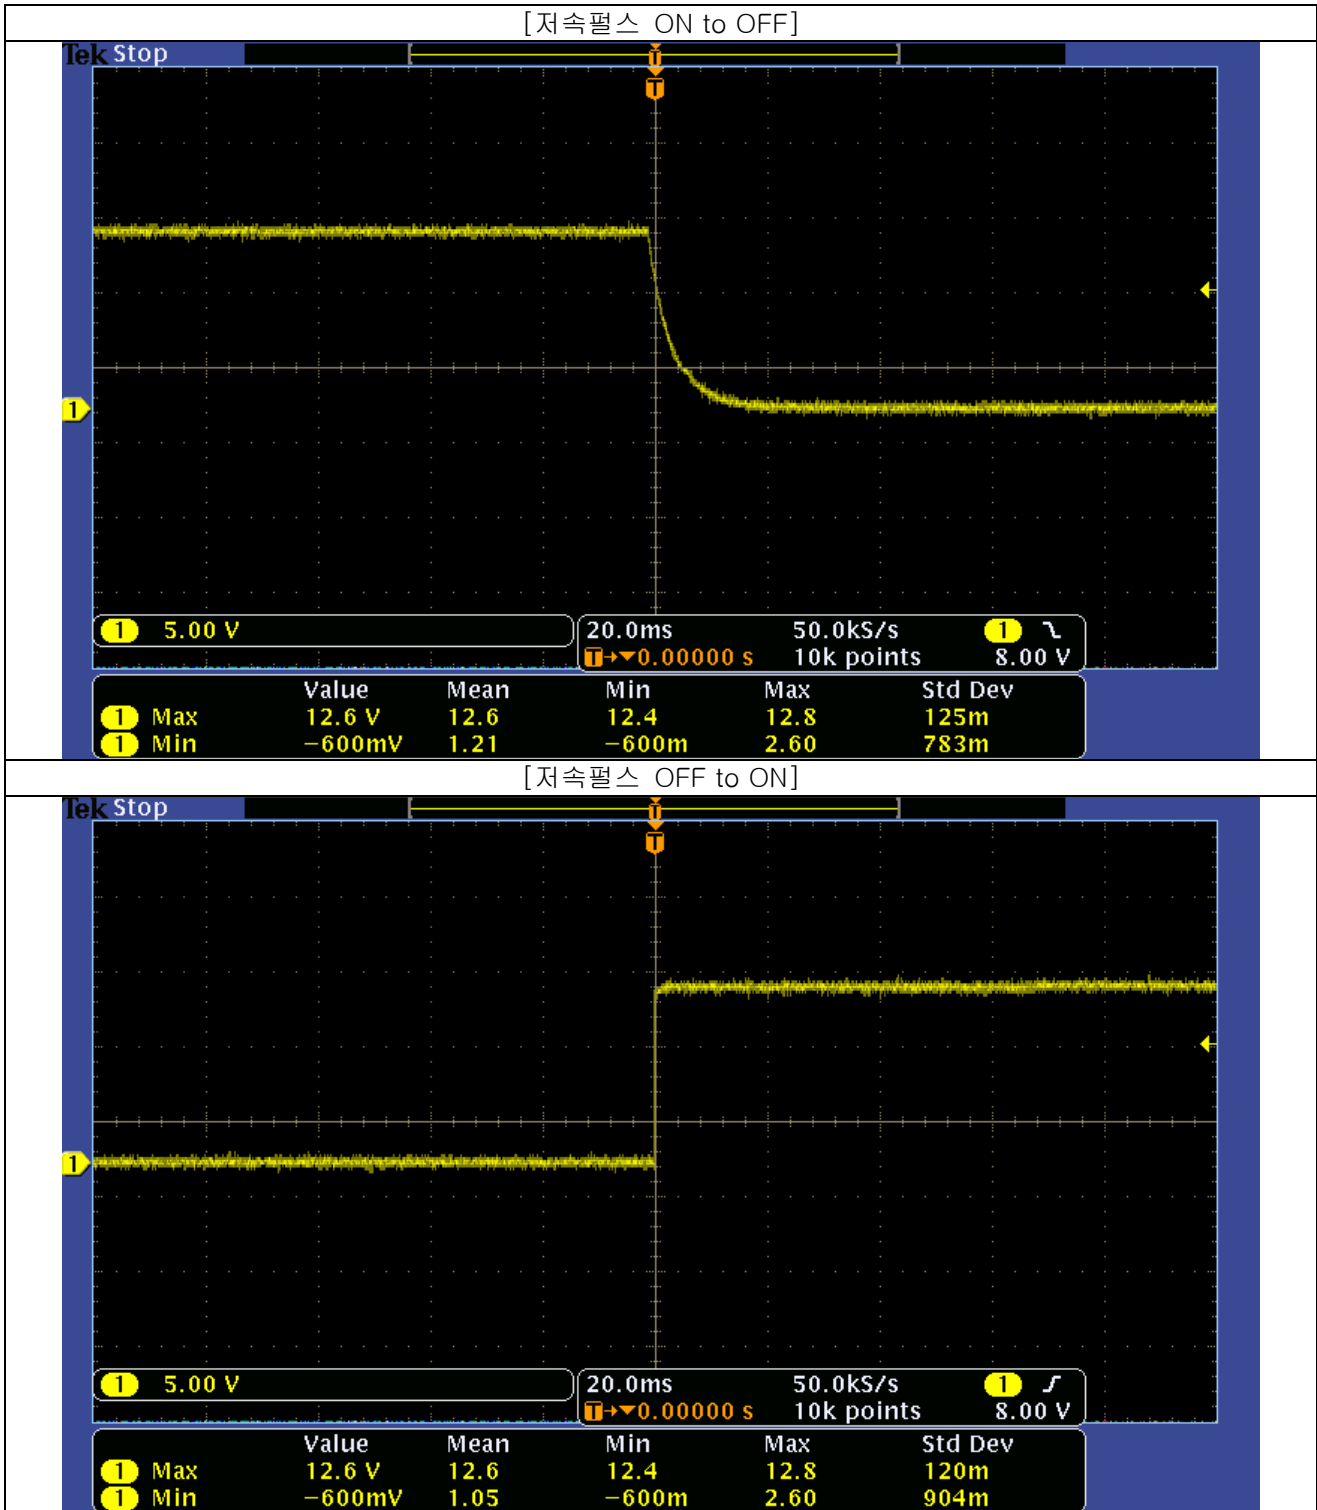 [저속펄스 ON to OFF]
Tek Stop
T
T
1
1 5.00 V
20.0ms 50.0kS/s 1
T→▼0.00000 s 10k points 8.00 V
Value Mean Min Max Std Dev
1 Max 12.6 V 12.6 12.4 12.8 125m
1 Min −600mV 1.21 −600m 2.60 783m
[저속펄스 OFF to ON]
Tek Stop
T
T
1
1 5.00 V
20.0ms 50.0kS/s 1
T→▼0.00000 s 10k points 8.00 V
Value Mean Min Max Std Dev
1 Max 12.6 V 12.6 12.4 12.8 120m
1 Min −600mV 1.05 −600m 2.60 904m